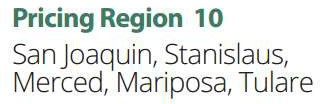 Pricing Region 10
San Joaquin, Stanislaus,
Merced, Mariposa, Tulare